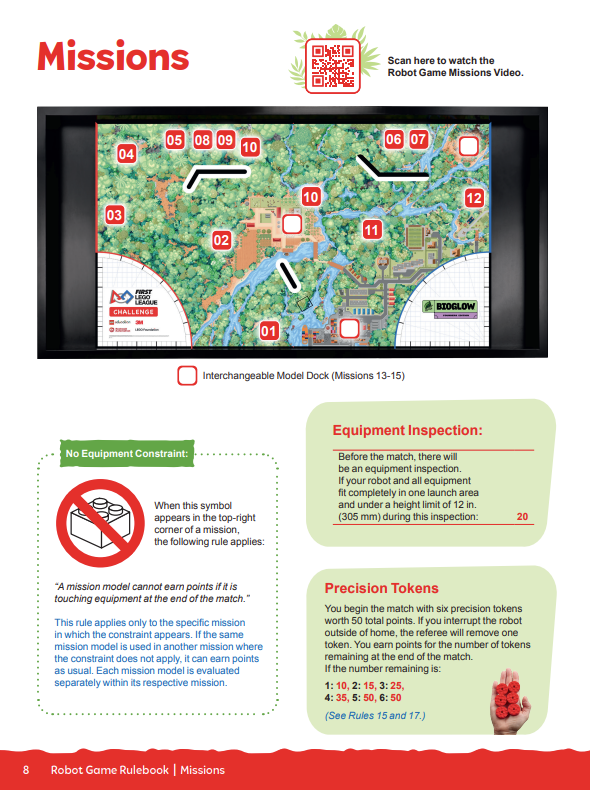 Missions
Scan here to watch the
Robot Game Missions Video.
05 08 09 10 06 07
04
10 12
03
02 11
FIRST
LEGO
LEAGUE
CHALLENGE
BIOGLOW
01
Interchangeable Model Dock (Missions 13-15)
No Equipment Constraint:
When this symbol
appears in the top-right
corner of a mission,
the following rule applies:
“A mission model cannot earn points if it is
touching equipment at the end of the match.”
This rule applies only to the specific mission
in which the constraint appears. If the same
mission model is used in another mission where
the constraint does not apply, it can earn points
as usual. Each mission model is evaluated
separately within its respective mission.
Equipment Inspection:
Before the match, there will
be an equipment inspection.
If your robot and all equipment
fit completely in one launch area
and under a height limit of 12 in.
(305 mm) during this inspection: 20
Precision Tokens
You begin the match with six precision tokens
worth 50 total points. If you interrupt the robot
outside of home, the referee will remove one
token. You earn points for the number of tokens
remaining at the end of the match.
If the number remaining is:
1: 10, 2: 15, 3: 25,
4: 35, 5: 50, 6: 50
(See Rules 15 and 17.)
8 Robot Game Rulebook | Missions